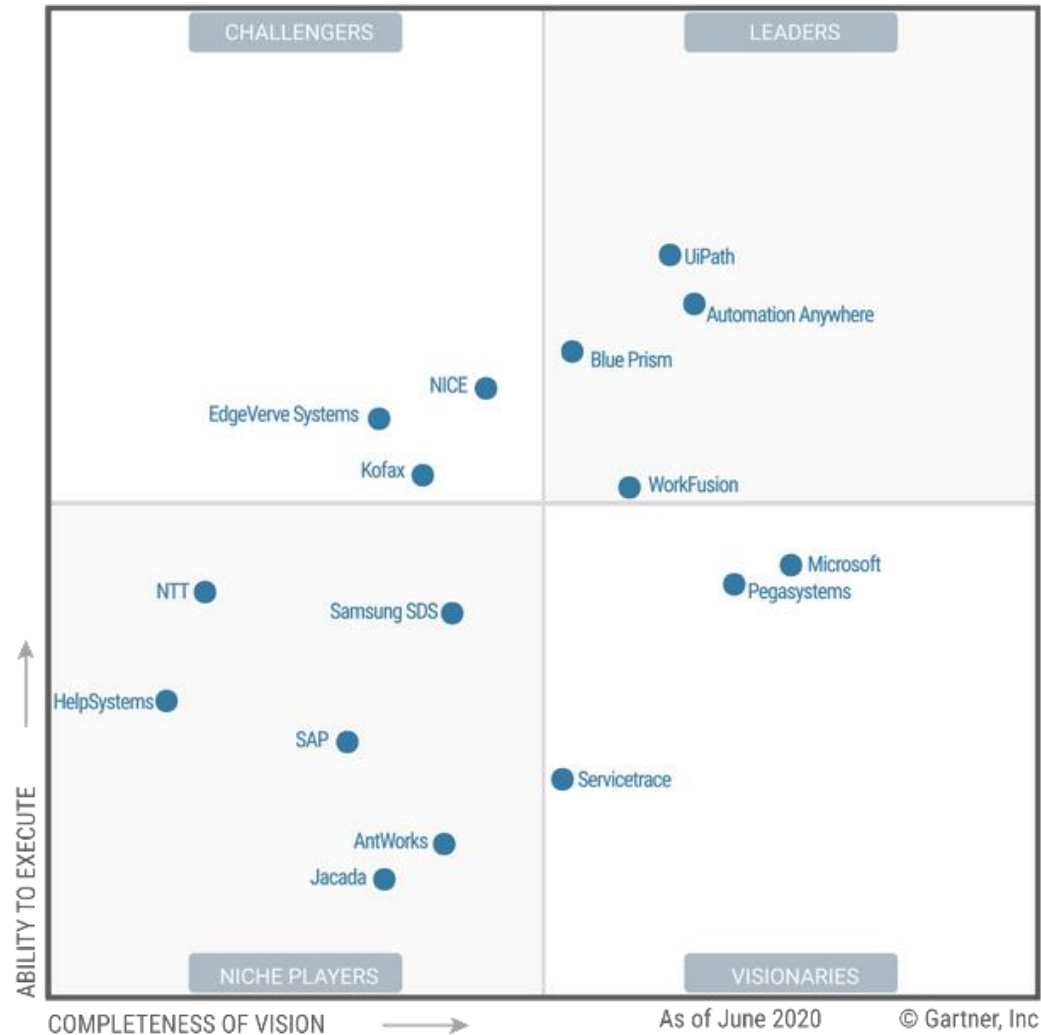 CHALLENGERS
LEADERS
UiPath
Automation Anywhere
Blue Prism
NICE
EdgeVerve Systems
Kofax
WorkFusion
Microsoft
Pegasystems
NTT
Samsung SDS
HelpSystems
SAP
Servicetrace
AntWorks
Jacada
NICHE PLAYERS
VISIONARIES
ABILITY TO EXECUTE
COMPLETENESS OF VISION
As of June 2020
© Gartner, Inc